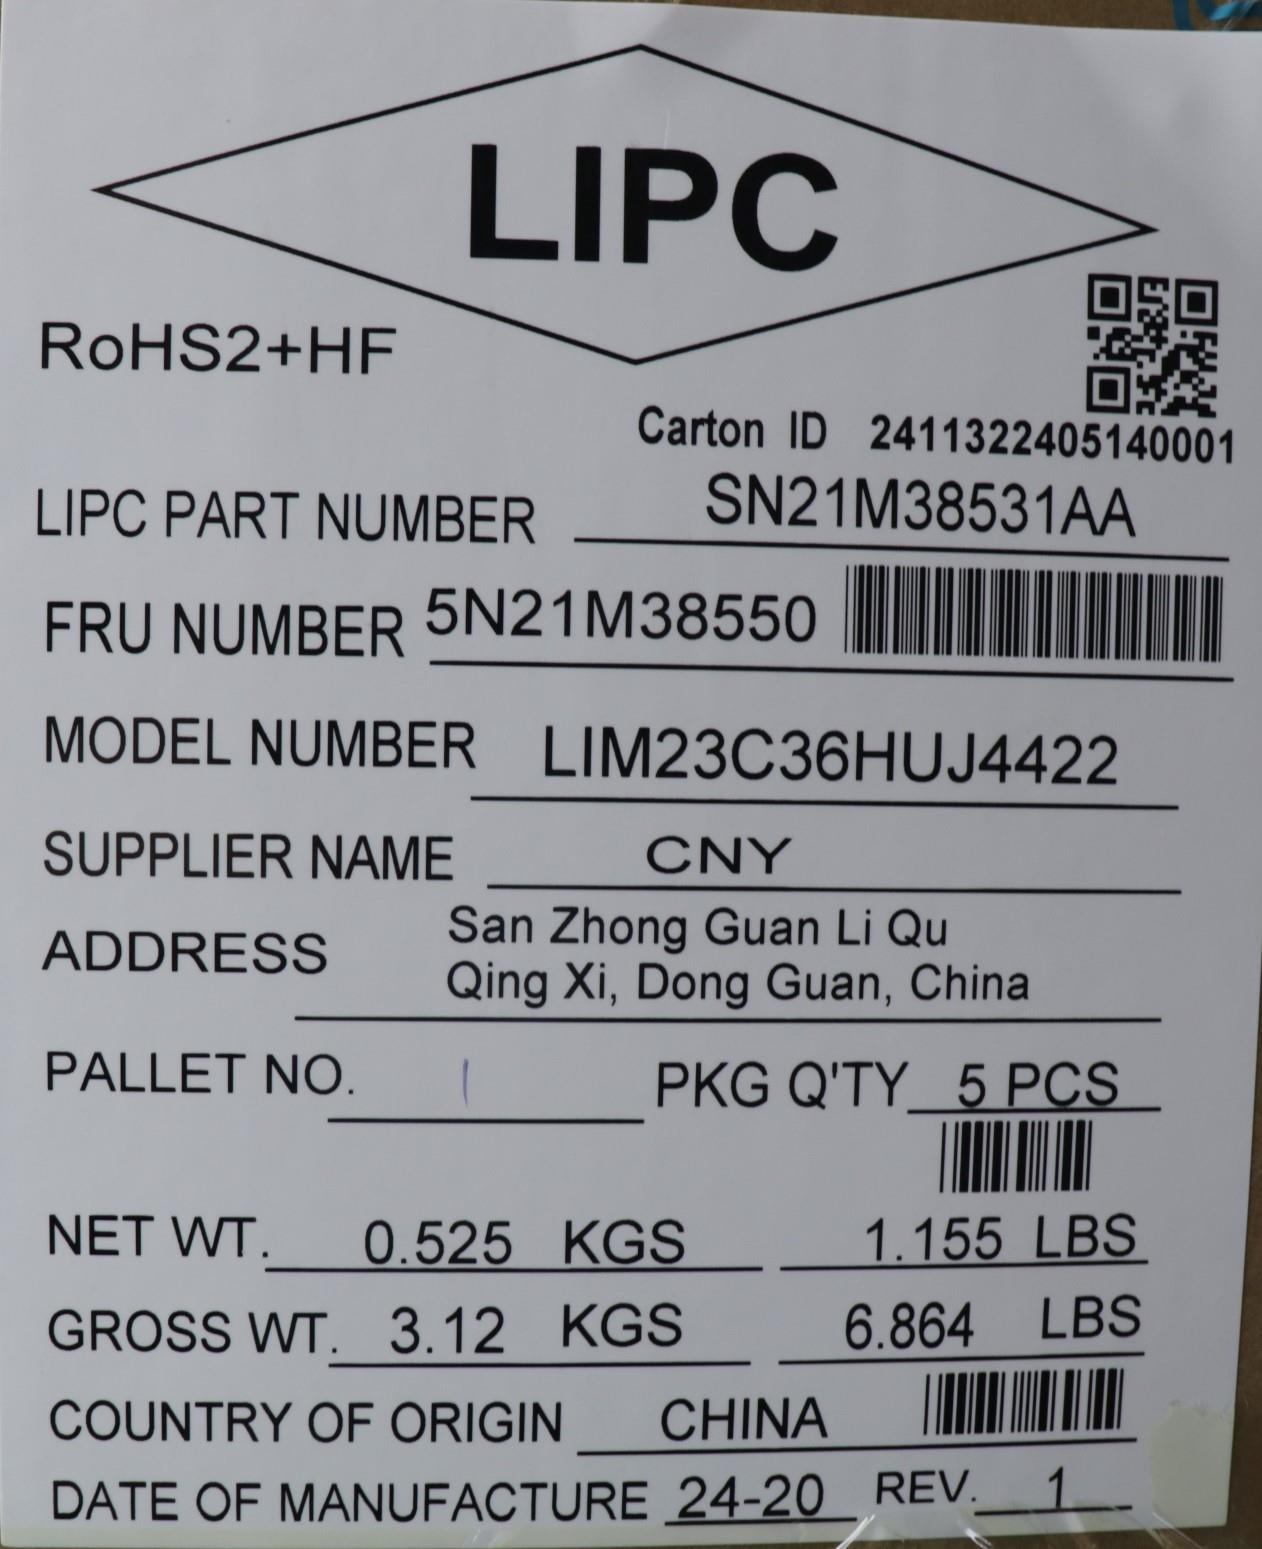 LIPC
RoHS2+HF
Carton ID 2411322405140001
LIPC PART NUMBER SN21M38531AA
FRU NUMBER 5N21M38550
MODEL NUMBER LIM23C36HUJ4422
SUPPLIER NAME CNY
ADDRESS San Zhong Guan Li Qu
Qing Xi, Dong Guan, China
PALLET NO. 1 PKG Q'TY 5 PCS
NET WT. 0.525 KGS 1.155 LBS
GROSS WT. 3.12 KGS 6.864 LBS
COUNTRY OF ORIGIN CHINA
DATE OF MANUFACTURE 24-20 REV. 1